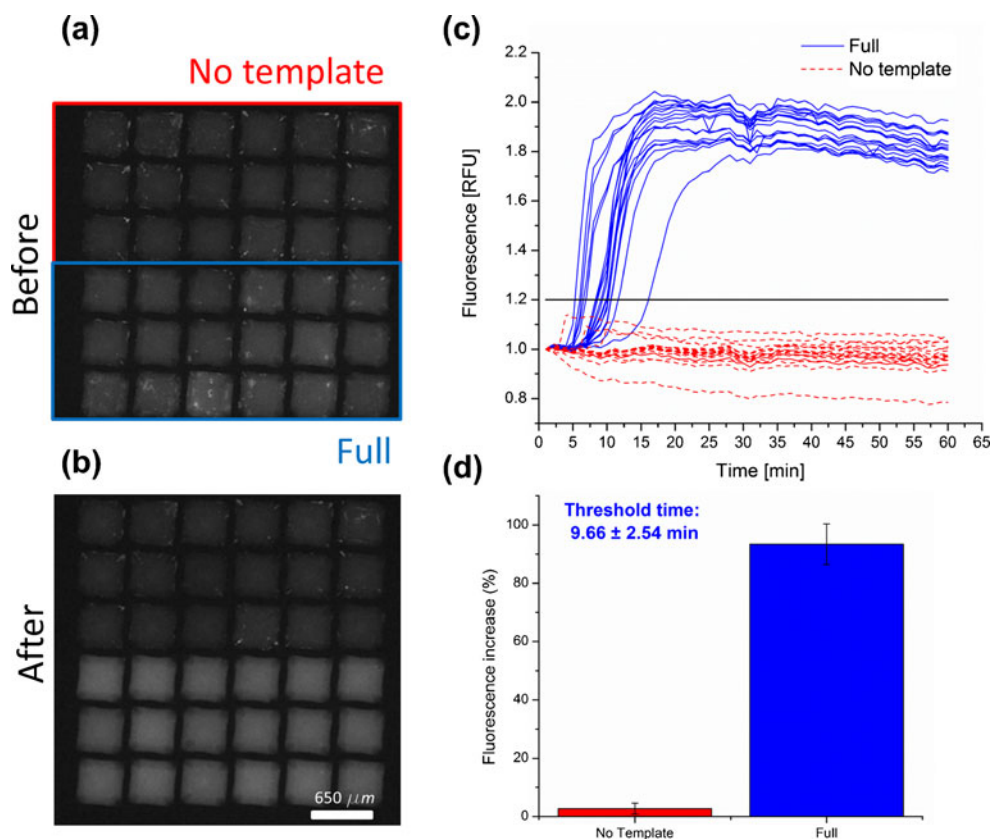 (a)
No template
Before
Full
(b)
After
650 μm
(c)
2.2
2.0
1.8
1.6
1.4
1.2
1.0
0.8
Fluorescence [RFU]
Full
No template
0 5 10 15 20 25 30 35 40 45 50 55 60 65
Time [min]
(d)
Threshold time:
9.66 ± 2.54 min
100
80
60
40
20
0
Fluorescence increase (%)
No Template Full